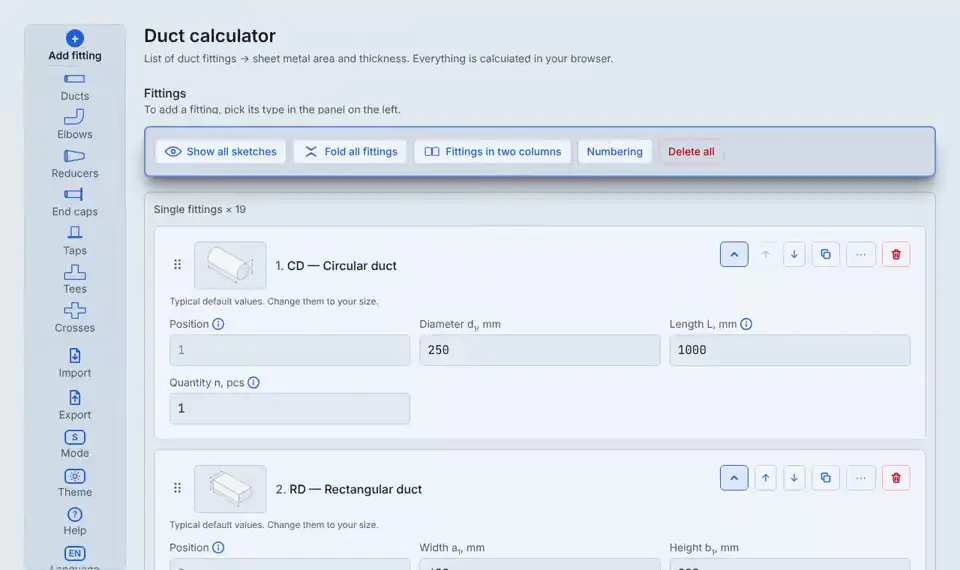 Add fitting
Ducts
Elbows
Reducers
End caps
Taps
Tees
Crosses
Import
Export
S
Mode
Theme
Help
EN
Language
Duct calculator
List of duct fittings → sheet metal area and thickness. Everything is calculated in your browser.
Fittings
To add a fitting, pick its type in the panel on the left.
Show all sketches
Fold all fittings
Fittings in two columns
Numbering
Delete all
Single fittings × 19
1. CD — Circular duct
Typical default values. Change them to your size.
Position
Diameter d₁, mm
Length L, mm
1
250
1000
Quantity n, pcs
1
2. RD — Rectangular duct
Typical default values. Change them to your size.
Position
Width a₁, mm
Height b₁, mm